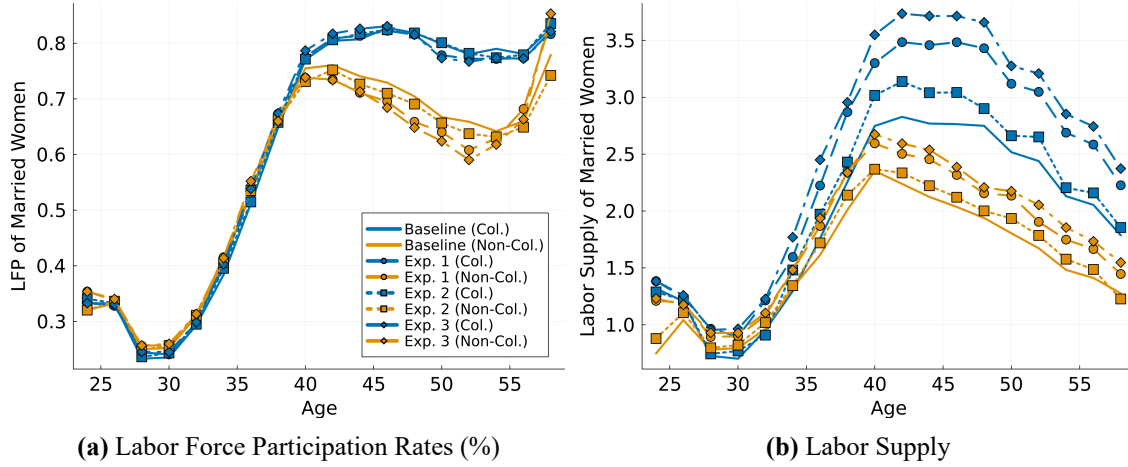 LFP of Married Women
0.8
0.7
0.6
0.5
0.4
0.3
25
30
35
40
45
50
55
Age
Baseline (Col.)
Baseline (Non-Col.)
Exp. 1 (Col.)
Exp. 1 (Non-Col.)
Exp. 2 (Col.)
Exp. 2 (Non-Col.)
Exp. 3 (Col.)
Exp. 3 (Non-Col.)
(a) Labor Force Participation Rates (%)
Labor Supply of Married Women
3.5
3.0
2.5
2.0
1.5
1.0
25
30
35
40
45
50
55
Age
(b) Labor Supply